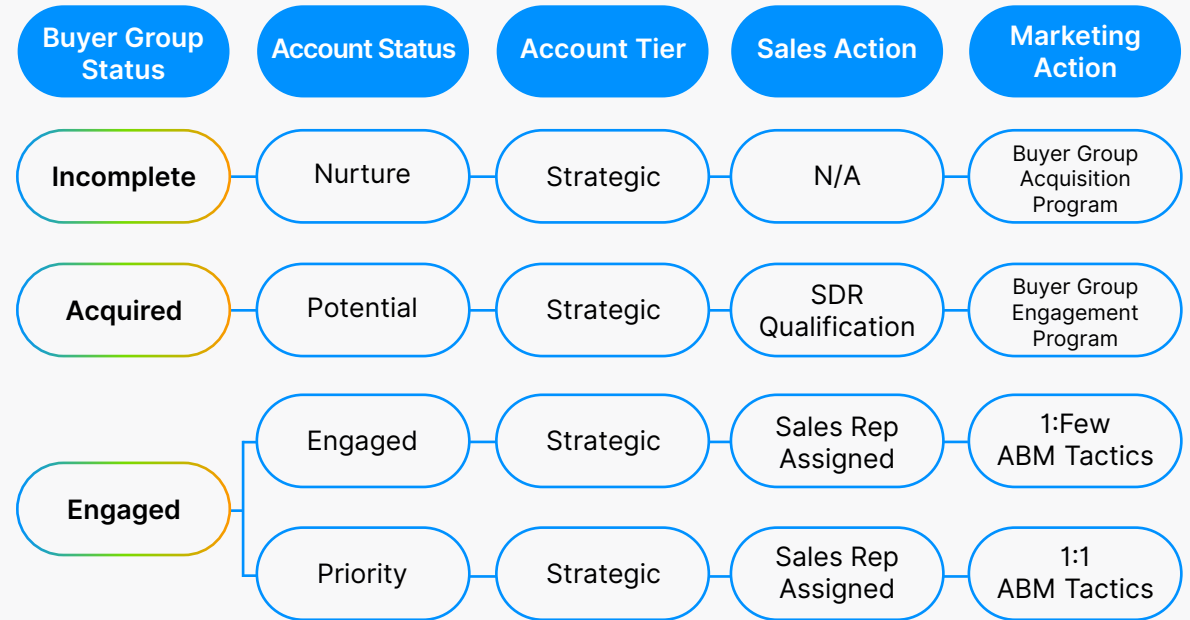 Buyer Group
Status
Account Status
Account Tier
Sales Action
Marketing
Action
Incomplete
Nurture
Strategic
N/A
Buyer Group
Acquisition
Program
Acquired
Potential
Strategic
SDR
Qualification
Buyer Group
Engagement
Program
Engaged
Engaged
Strategic
Sales Rep
Assigned
1:Few
ABM Tactics
Priority
Strategic
Sales Rep
Assigned
1:1
ABM Tactics